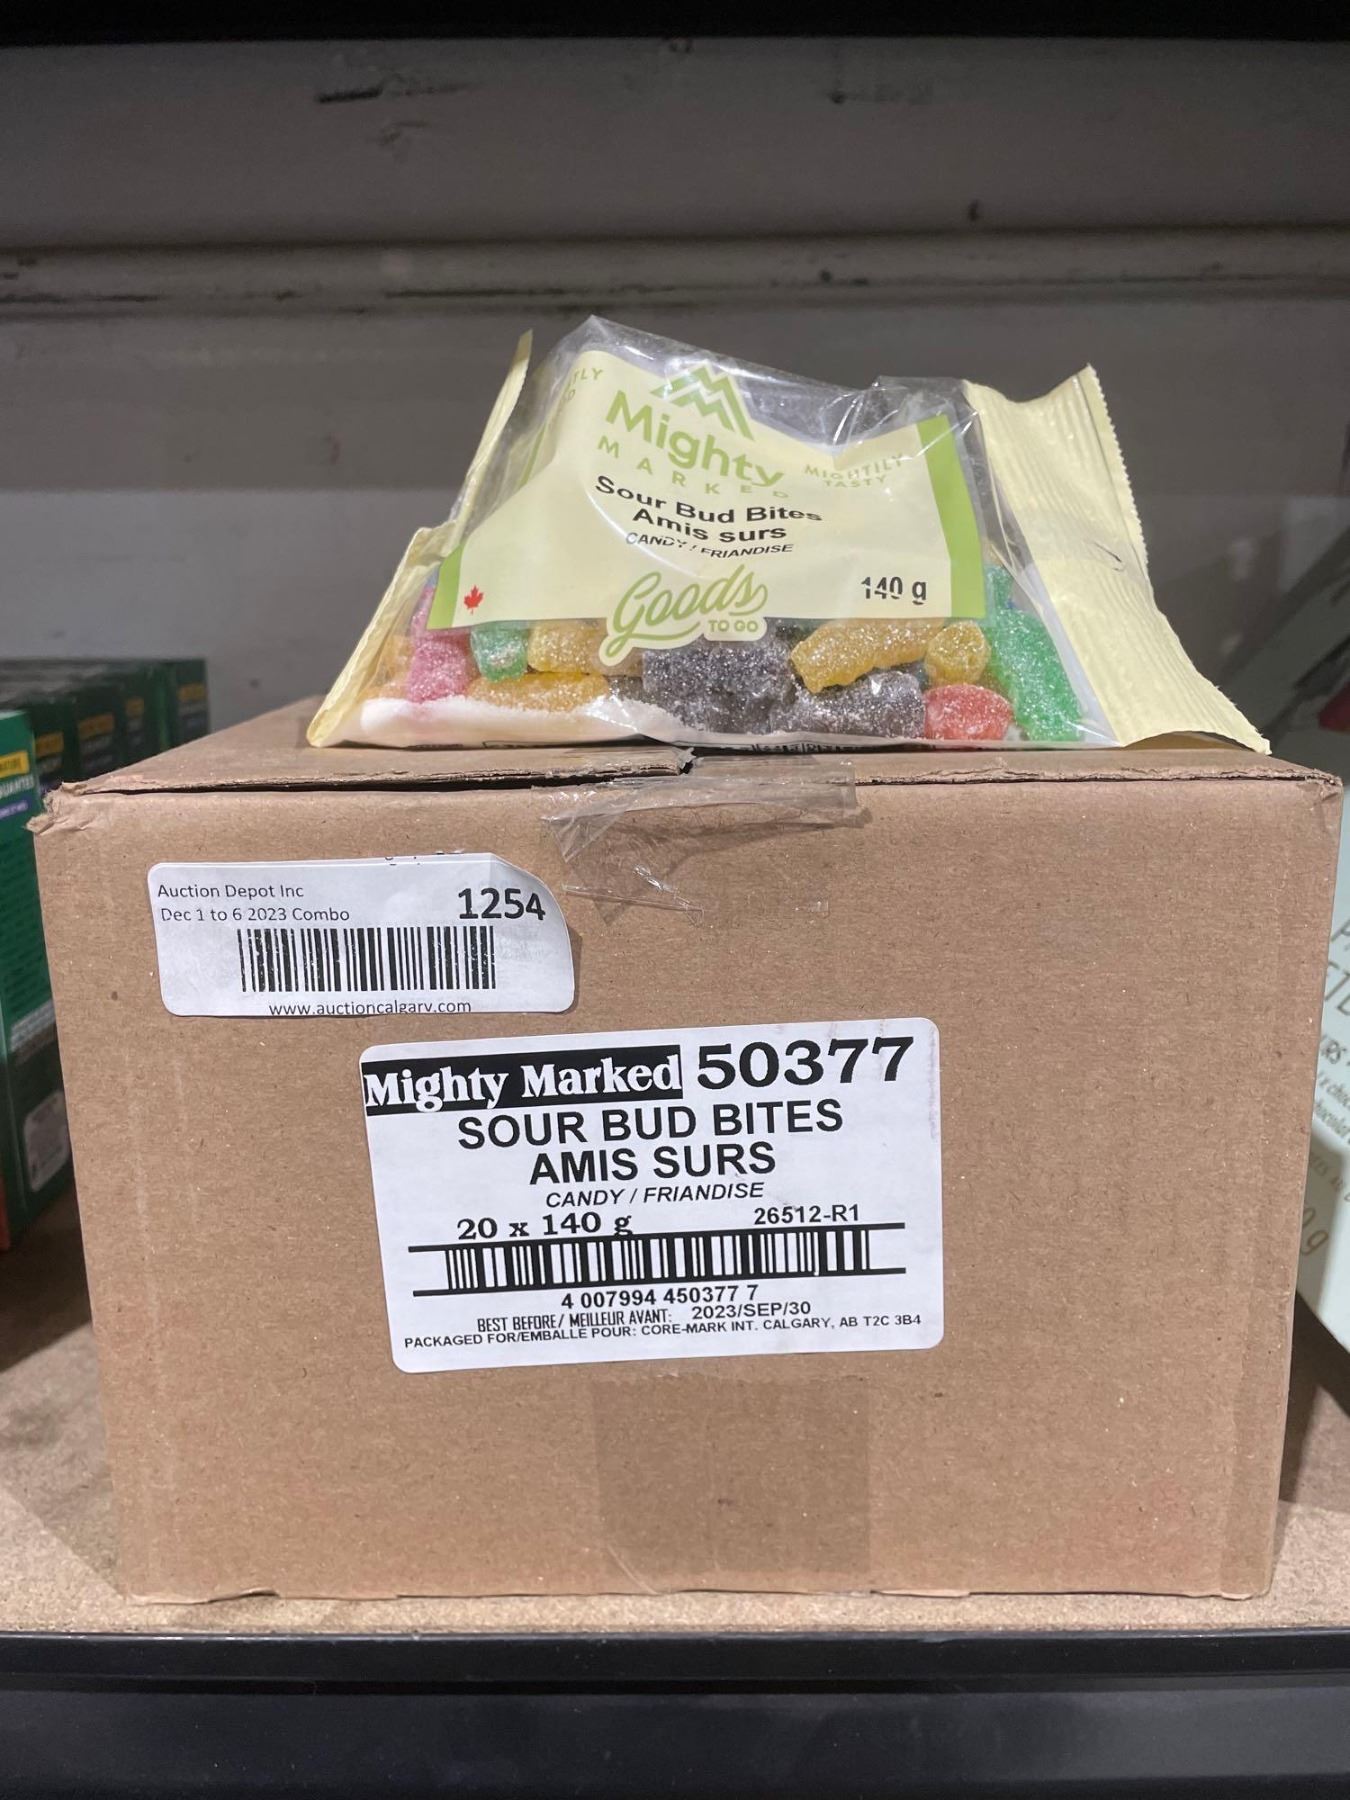 Mighty
MARKED
MIGHTILY
TASTY
Sour Bud Bites
Amis surs
CANDY / FRIANDISE
Goods
TO GO
140 g
Auction Depot Inc
1254
Dec 1 to 6 2023 Combo
www.auctioncalgary.com
Mighty Marked 50377
SOUR BUD BITES
AMIS SURS
CANDY / FRIANDISE
20 x 140 g
26512-R1
4 007994 450377 7
BEST BEFORE/ MEILLEUR AVANT: 2023/SEP/30
PACKAGED FOR/EMBALLE POUR: CORE-MARK INT. CALGARY, AB T2C 3B4